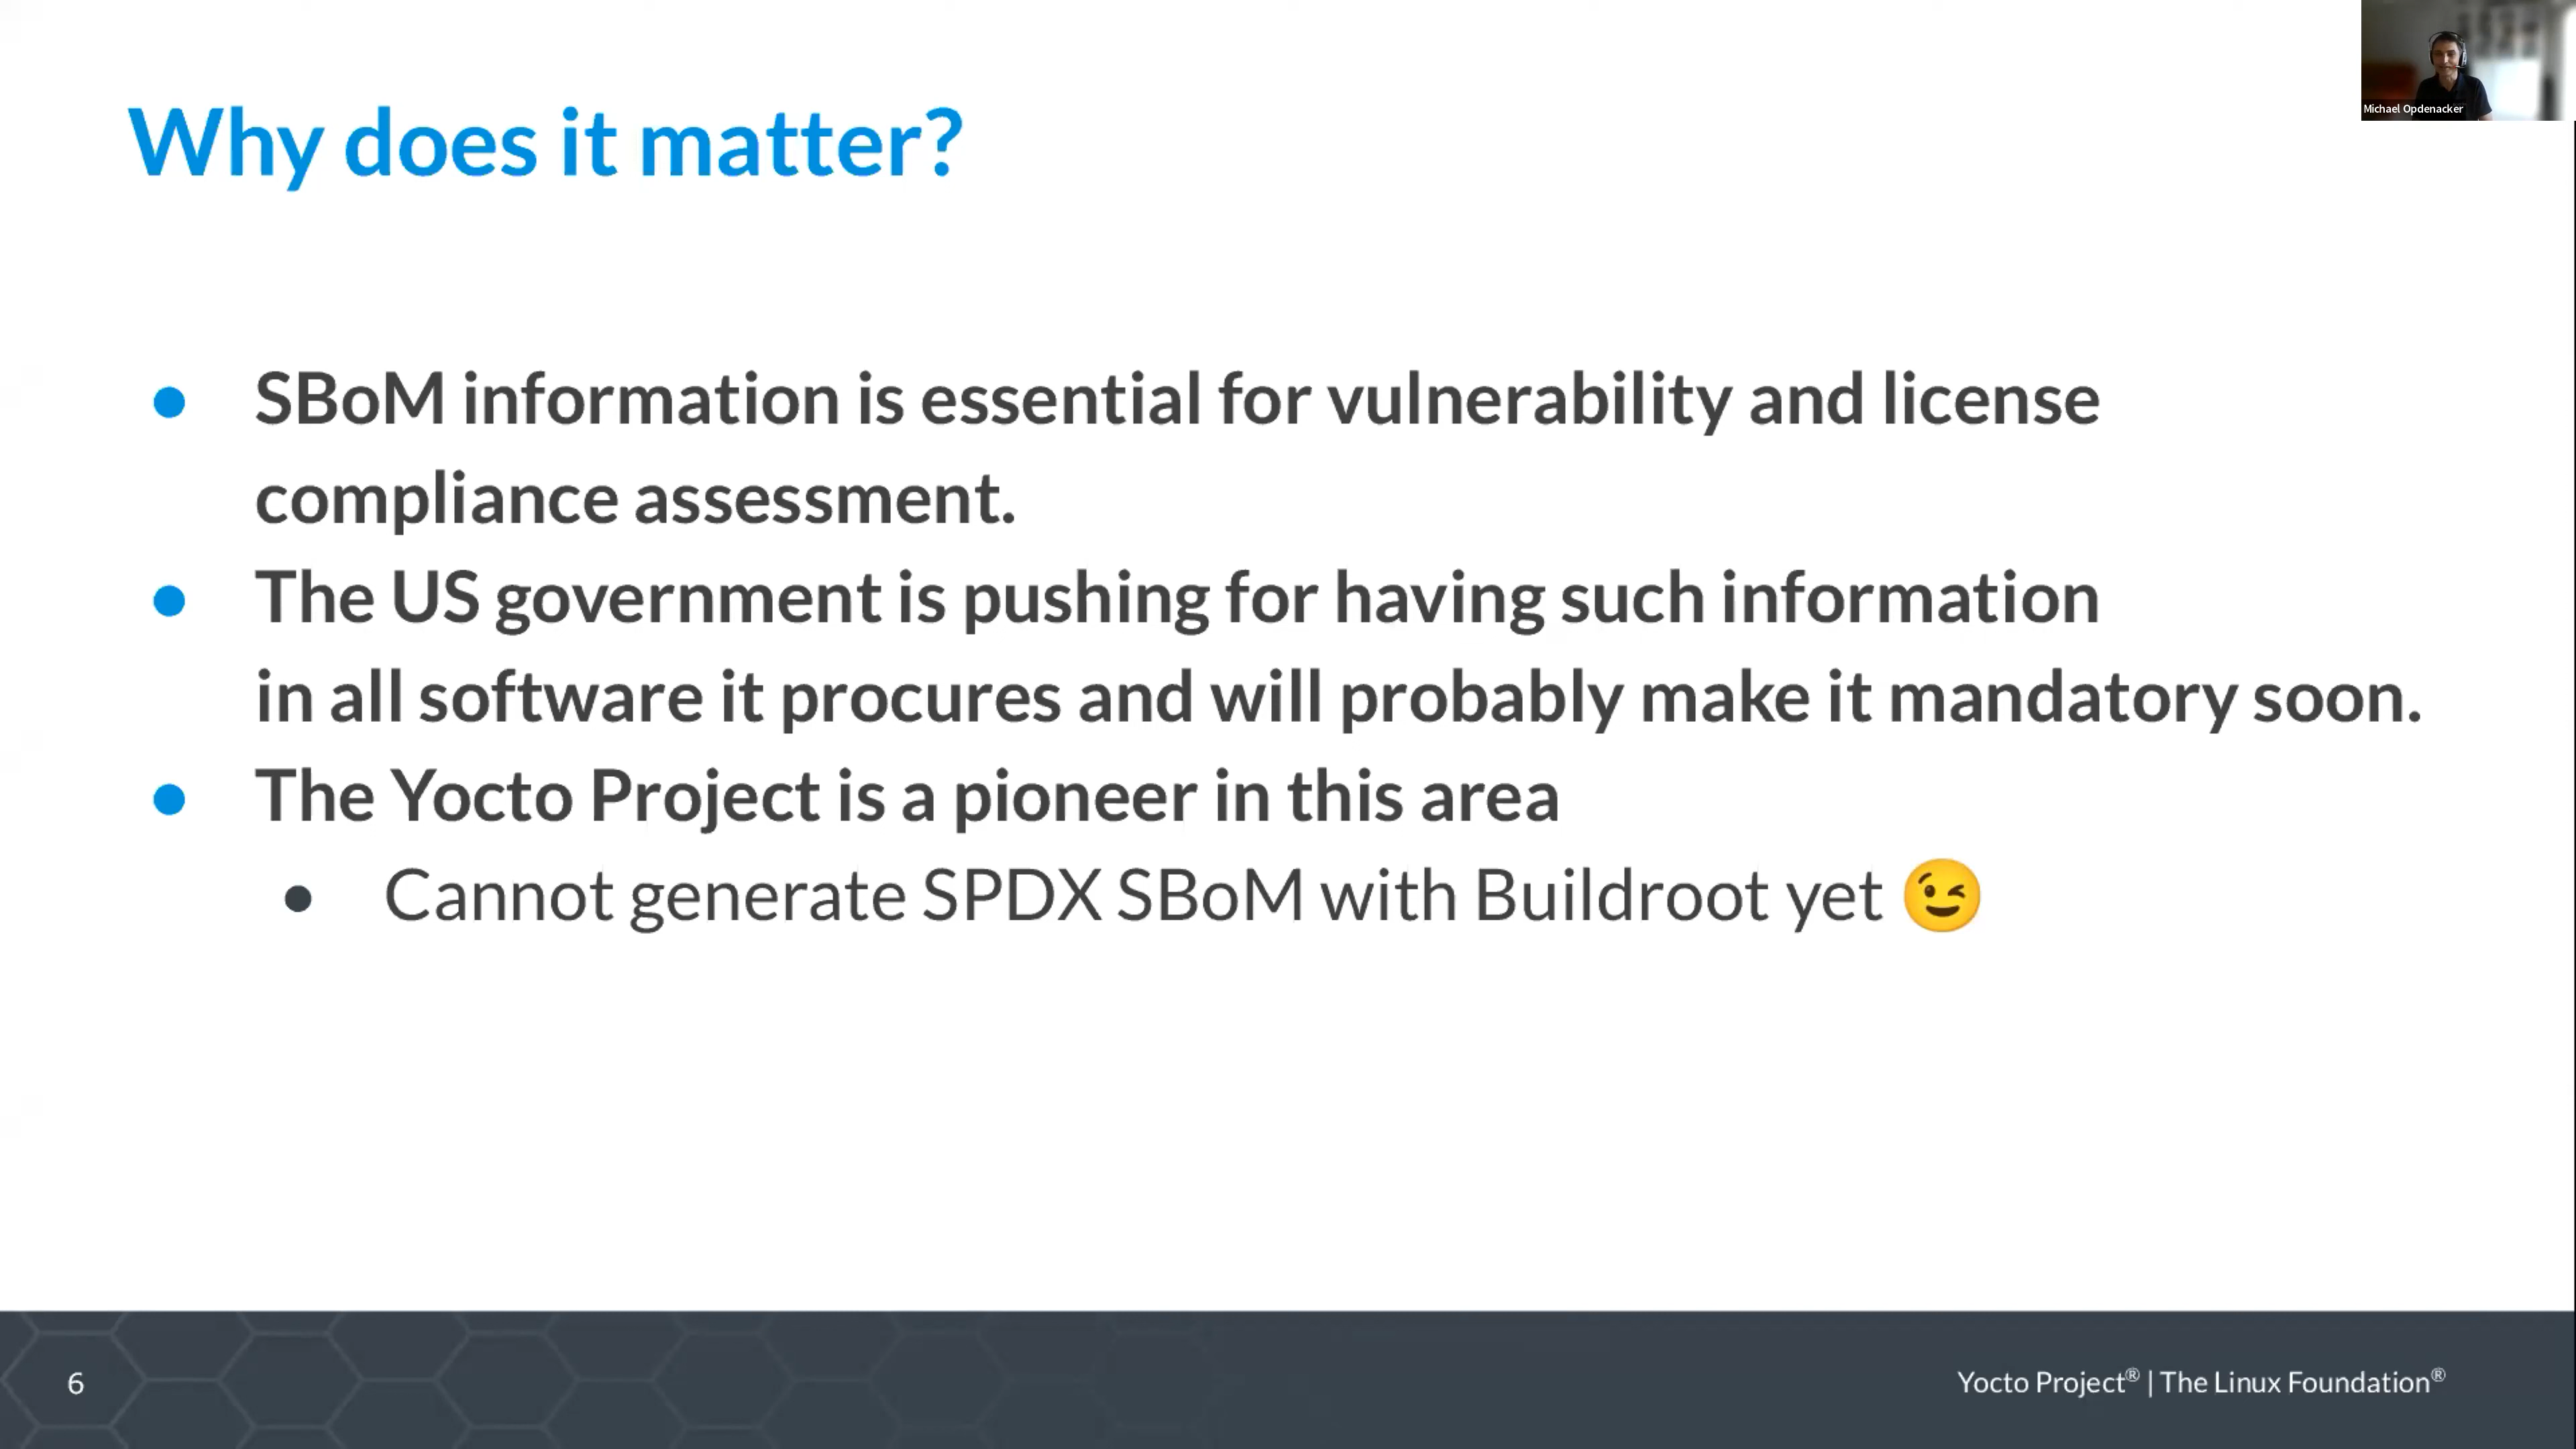 Michael Opdenacker
Why does it matter?
● SBoM information is essential for vulnerability and license
compliance assessment.
● The US government is pushing for having such information
in all software it procures and will probably make it mandatory soon.
● The Yocto Project is a pioneer in this area
● Cannot generate SPDX SBoM with Buildroot yet 😉
6
Yocto Project® | The Linux Foundation®